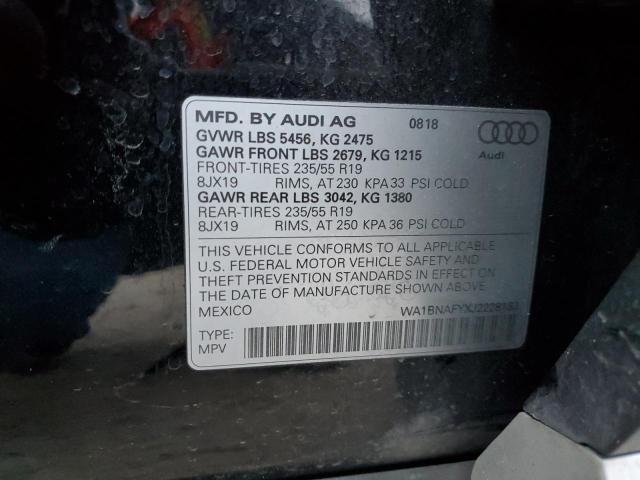 MFD. BY AUDI AG 0818
GVWR LBS 5456, KG 2475
GAWR FRONT LBS 2679, KG 1215
FRONT-TIRES 235/55 R19
8JX19 RIMS, AT 230 KPA 33 PSI COLD
GAWR REAR LBS 3042, KG 1380
REAR-TIRES 235/55 R19
8JX19 RIMS, AT 250 KPA 36 PSI COLD
Audi
THIS VEHICLE CONFORMS TO ALL APPLICABLE
U.S. FEDERAL MOTOR VEHICLE SAFETY AND
THEFT PREVENTION STANDARDS IN EFFECT ON
THE DATE OF MANUFACTURE SHOWN ABOVE
MEXICO
TYPE:
MPV